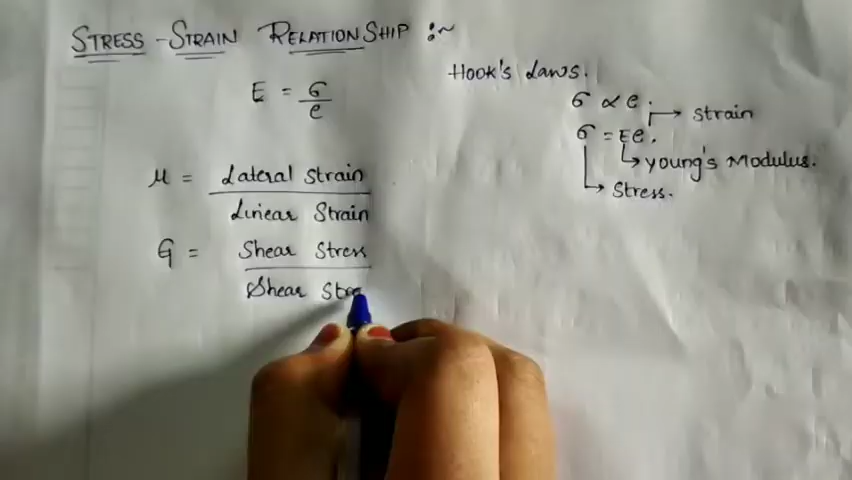 STRESS-STRAIN RELATIONSHIP :~
Hook's Laws.
E = σ/e
σ ∝ e.
strain
σ = Ee.
young's Modulus.
Stress.
μ = Lateral strain / Linear Strain
G = Shear Stress / Shear